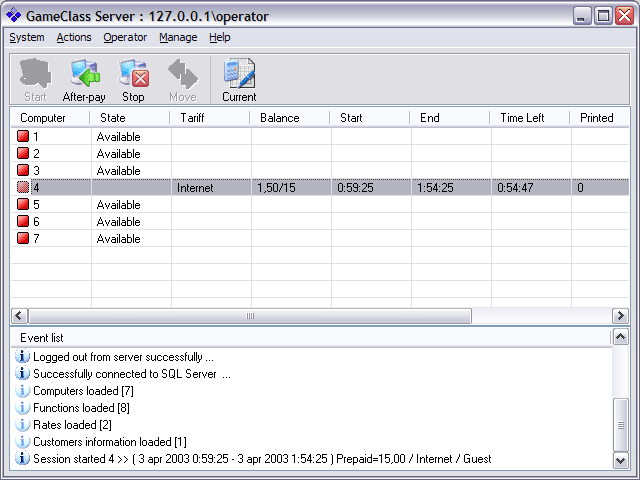 GameClass Server : 127.0.0.1\operator
System Actions Operator Manage Help
Start After-pay Stop Move Current
Computer State Tariff Balance Start End Time Left Printed
1 Available
2 Available
3 Available
4 Internet 1,50/15 0:59:25 1:54:25 0:54:47 0
5 Available
6 Available
7 Available
Event list
Logged out from server successfully ...
Successfully connected to SQL Server ...
Computers loaded [7]
Functions loaded [8]
Rates loaded [2]
Customers information loaded [1]
Session started 4 >> ( 3 apr 2003 0:59:25 - 3 apr 2003 1:54:25 ) Prepaid=15,00 / Internet / Guest